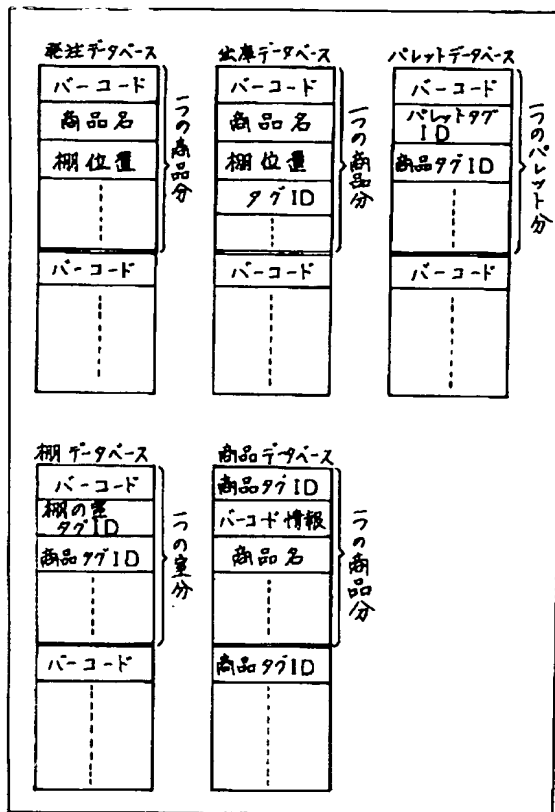 発注データベース
バーコード
商品名
棚位置
一つの商品分
バーコード
出庫データベース
バーコード
商品名
棚位置
タグID
一つの商品分
バーコード
パレットデータベース
バーコード
パレットタグ
ID
商品タグID
一つのパレット分
バーコード
棚データベース
バーコード
棚の室
タグID
商品タグID
一つの室分
バーコード
商品データベース
商品タグID
バーコード情報
商品名
一つの商品分
商品タグID